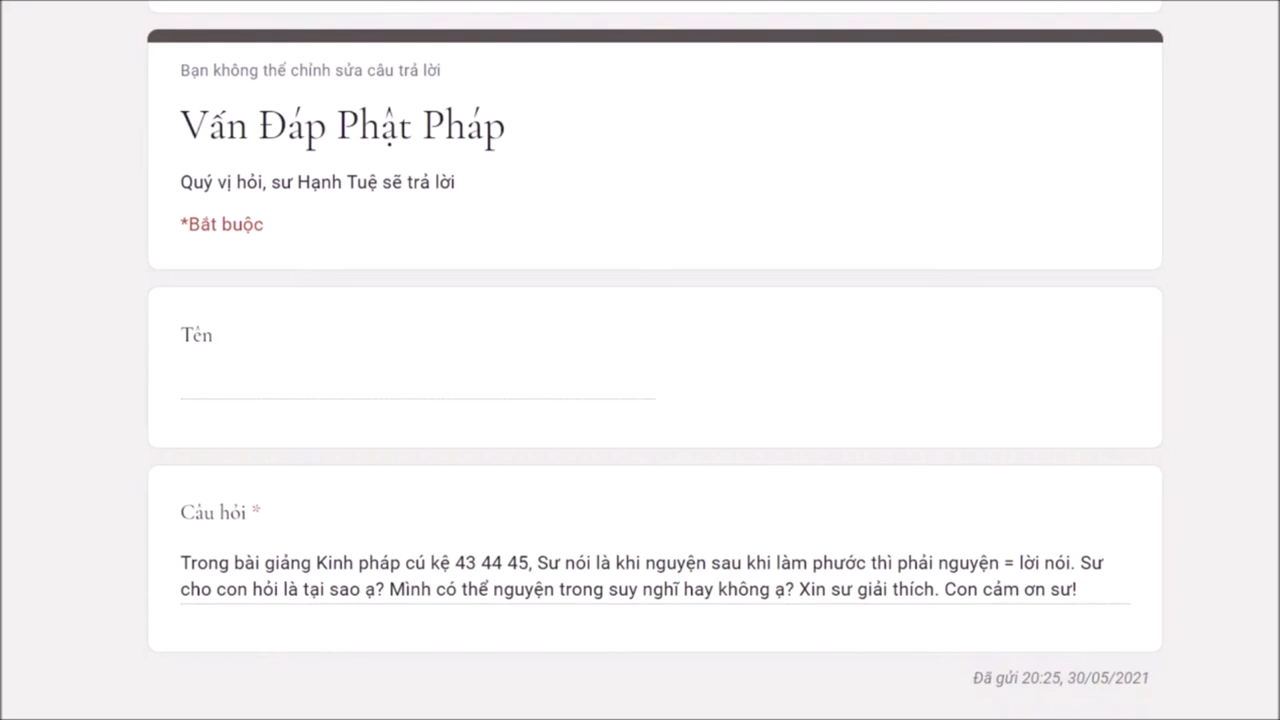 Bạn không thể chỉnh sửa câu trả lời
Vấn Đáp Phật Pháp
Quý vị hỏi, sư Hạnh Tuệ sẽ trả lời
*Bắt buộc
Tên
Câu hỏi *
Trong bài giảng Kinh pháp cú kệ 43 44 45, Sư nói là khi nguyện sau khi làm phước thì phải nguyện = lời nói. Sư
cho con hỏi là tại sao ạ? Mình có thể nguyện trong suy nghĩ hay không ạ? Xin sư giải thích. Con cảm ơn sư!
Đã gửi 20:25, 30/05/2021